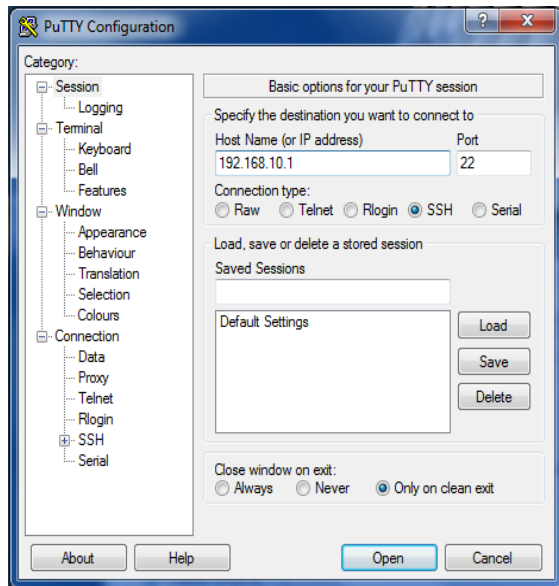 PuTTY Configuration
Category:
Session
Logging
Terminal
Keyboard
Bell
Features
Window
Appearance
Behaviour
Translation
Selection
Colours
Connection
Data
Proxy
Telnet
Rlogin
SSH
Serial
Basic options for your PuTTY session
Specify the destination you want to connect to
Host Name (or IP address) Port
192.168.10.1 22
Connection type:
Raw Telnet Rlogin SSH Serial
Load, save or delete a stored session
Saved Sessions
Default Settings
Load
Save
Delete
Close window on exit:
Always Never Only on clean exit
About Help Open Cancel